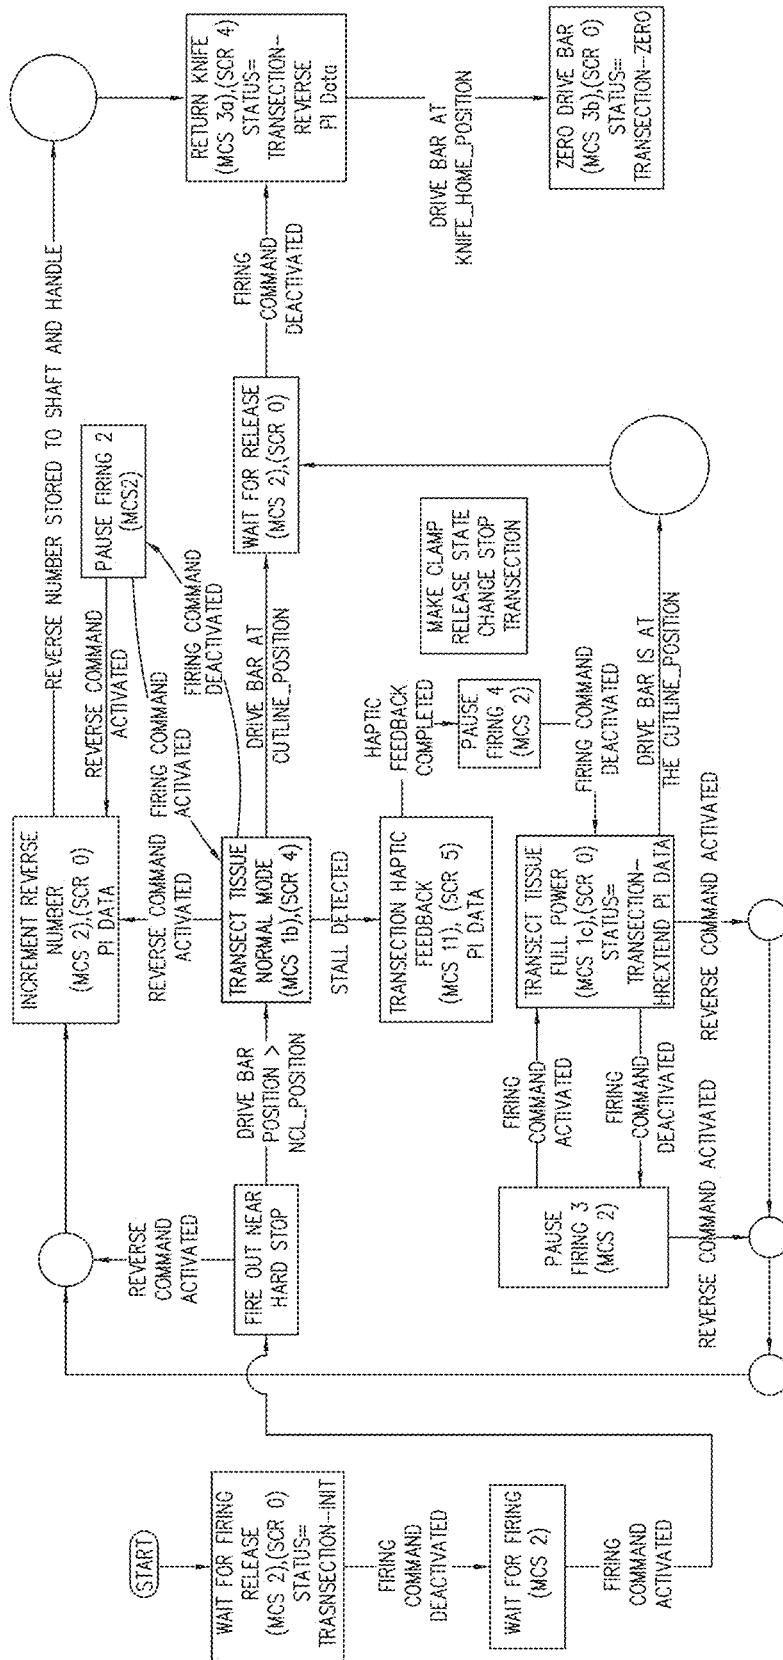 START
WAIT FOR FIRING
RELEASE
(MCS 2),(SCR 0)
STATUS=
TRASNSECTION-INIT
FIRING
COMMAND
DEACTIVATED
WAIT FOR FIRING
(MCS 2)
FIRING
COMMAND
ACTIVATED
REVERSE
COMMAND
ACTIVATED
FIRE OUT NEAR
HARD STOP
DRIVE BAR
POSITION >
NCL_POSITION
INCREMENT REVERSE
NUMBER
(MCS 2),(SCR 0)
PI DATA
REVERSE NUMBER STORED TO SHAFT AND HANDLE
REVERSE COMMAND
ACTIVATED
PAUSE FIRING 2
(MCS2)
REVERSE COMMAND
ACTIVATED
FIRING COMMAND
ACTIVATED
FIRING COMMAND
DEACTIVATED
TRANSECT TISSUE
NORMAL MODE
(MCS 1b),(SCR 4)
DRIVE BAR AT
CUTLINE_POSITION
WAIT FOR RELEASE
(MCS 2),(SCR 0)
FIRING
COMMAND
DEACTIVATED
RETURN KNIFE
(MCS 3a),(SCR 4)
STATUS=
TRANSECTION-
REVERSE
PI Data
DRIVE BAR AT
KNIFE_HOME_POSITION
ZERO DRIVE BAR
(MCS 3b),(SCR 0)
STATUS=
TRANSECTION-ZERO
STALL DETECTED
TRANSECTION HAPTIC
FEEDBACK
(MCS 11), (SCR 5)
PI DATA
HAPTIC
FEEDBACK
COMPLETED
PAUSE
FIRING 4
(MCS 2)
MAKE CLAMP
RELEASE STATE
CHANGE STOP
TRANSECTION
FIRING COMMAND
DEACTIVATED
PAUSE
FIRING 3
(MCS 2)
FIRING
COMMAND
ACTIVATED
FIRING
COMMAND
DEACTIVATED
TRANSECT TISSUE
FULL POWER
(MCS 1c),(SCR 0)
STATUS=
TRANSECTION-
HREXTEND PI DATA
DRIVE BAR IS AT
THE CUTLINE_POSITION
REVERSE COMMAND ACTIVATED
REVERSE COMMAND ACTIVATED